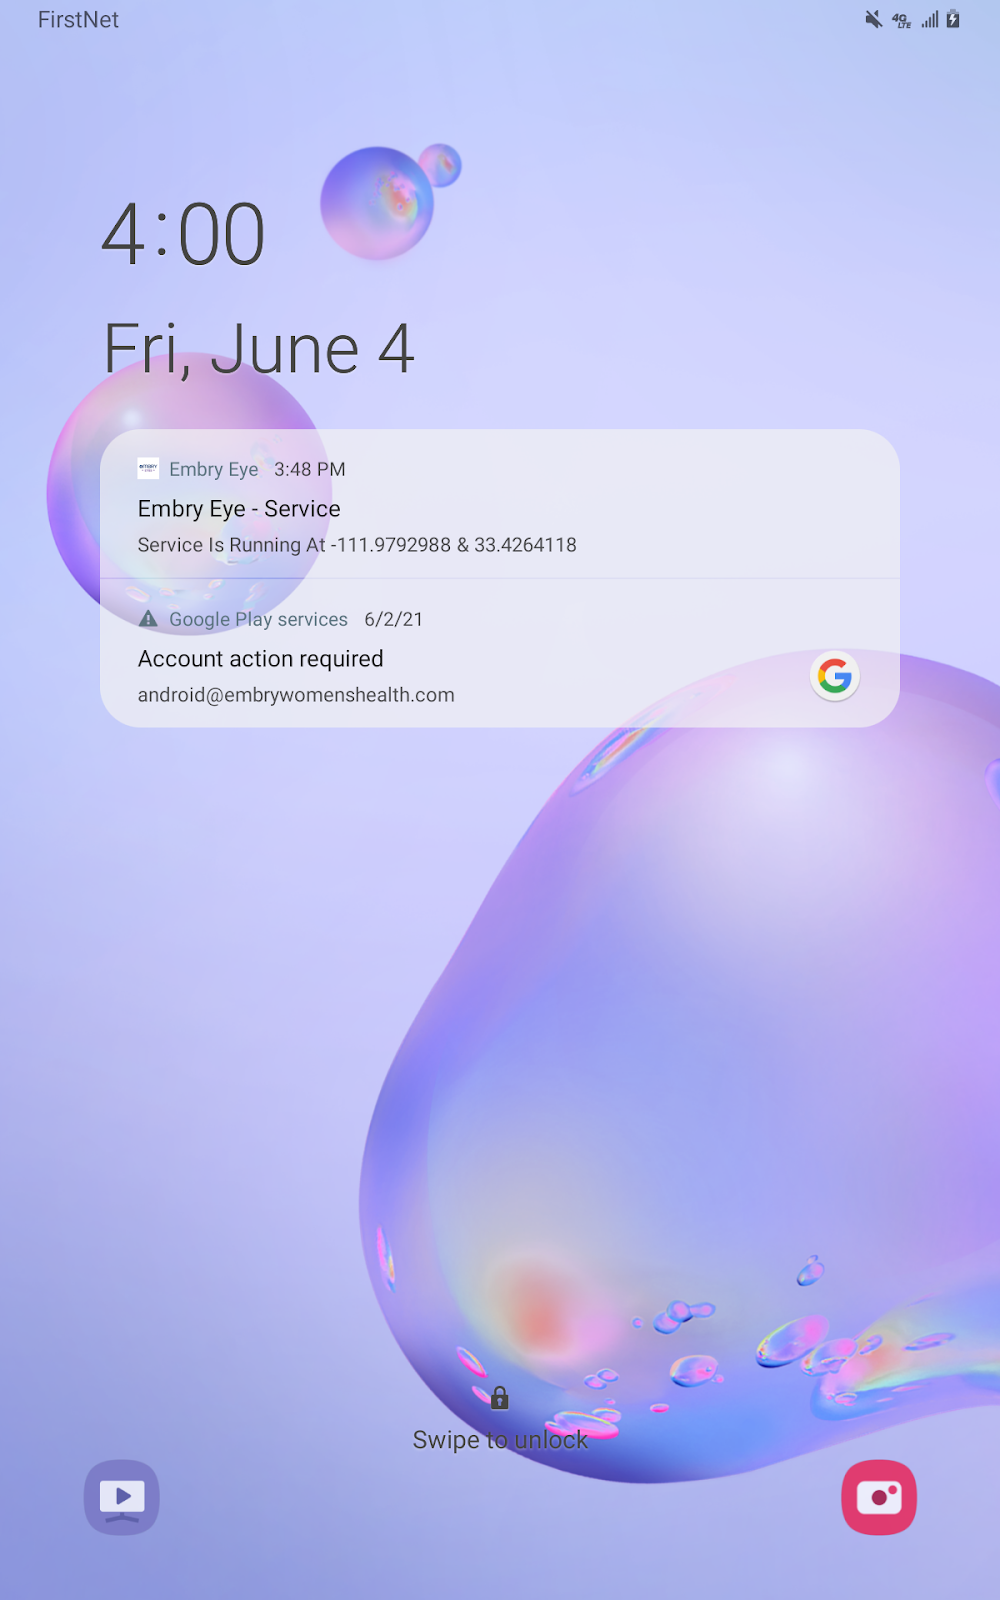 FirstNet
4G LTE
4:00
Fri, June 4
Embry Eye 3:48 PM
Embry Eye - Service
Service Is Running At -111.9792988 & 33.4264118
Google Play services 6/2/21
Account action required
android@embrywomenshealth.com
Swipe to unlock